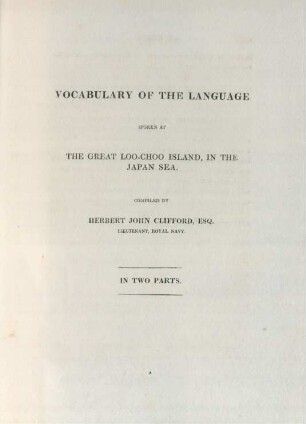 VOCABULARY OF THE LANGUAGE
SPOKEN AT
THE GREAT LOO-CHOO ISLAND, IN THE
JAPAN SEA.
COMPILED BY
HERBERT JOHN CLIFFORD, ESQ.
LIEUTENANT, ROYAL NAVY.
IN TWO PARTS.